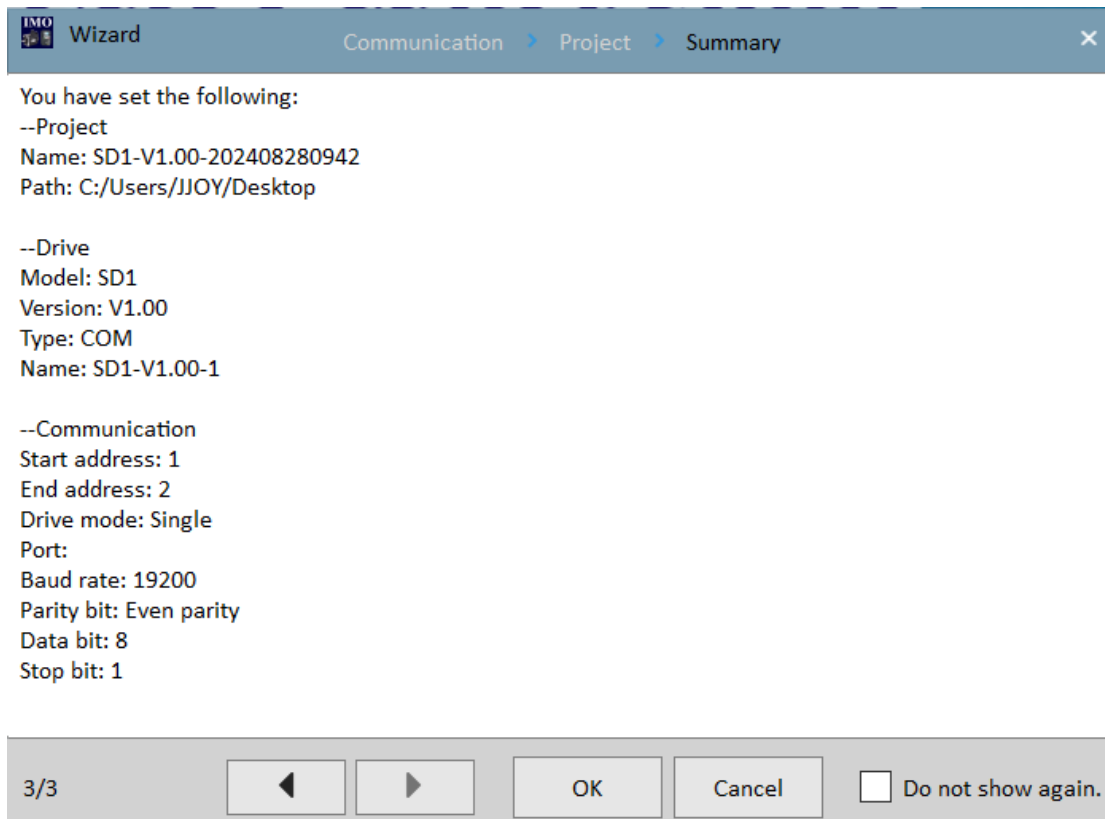 IMO
Wizard
Communication > Project > Summary
You have set the following:
--Project
Name: SD1-V1.00-202408280942
Path: C:/Users/JJOY/Desktop
--Drive
Model: SD1
Version: V1.00
Type: COM
Name: SD1-V1.00-1
--Communication
Start address: 1
End address: 2
Drive mode: Single
Port:
Baud rate: 19200
Parity bit: Even parity
Data bit: 8
Stop bit: 1
3/3
OK
Cancel
Do not show again.